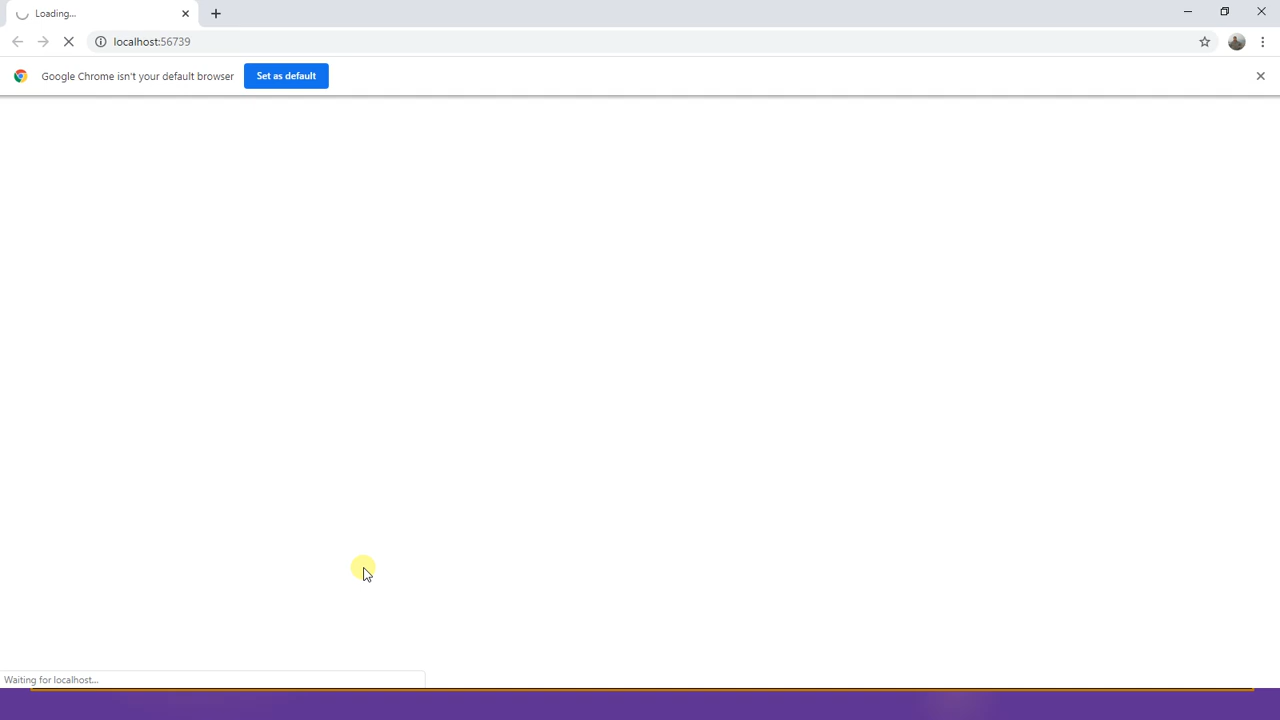 Loading...
localhost:56739
Google Chrome isn't your default browser
Set as default
Waiting for localhost...